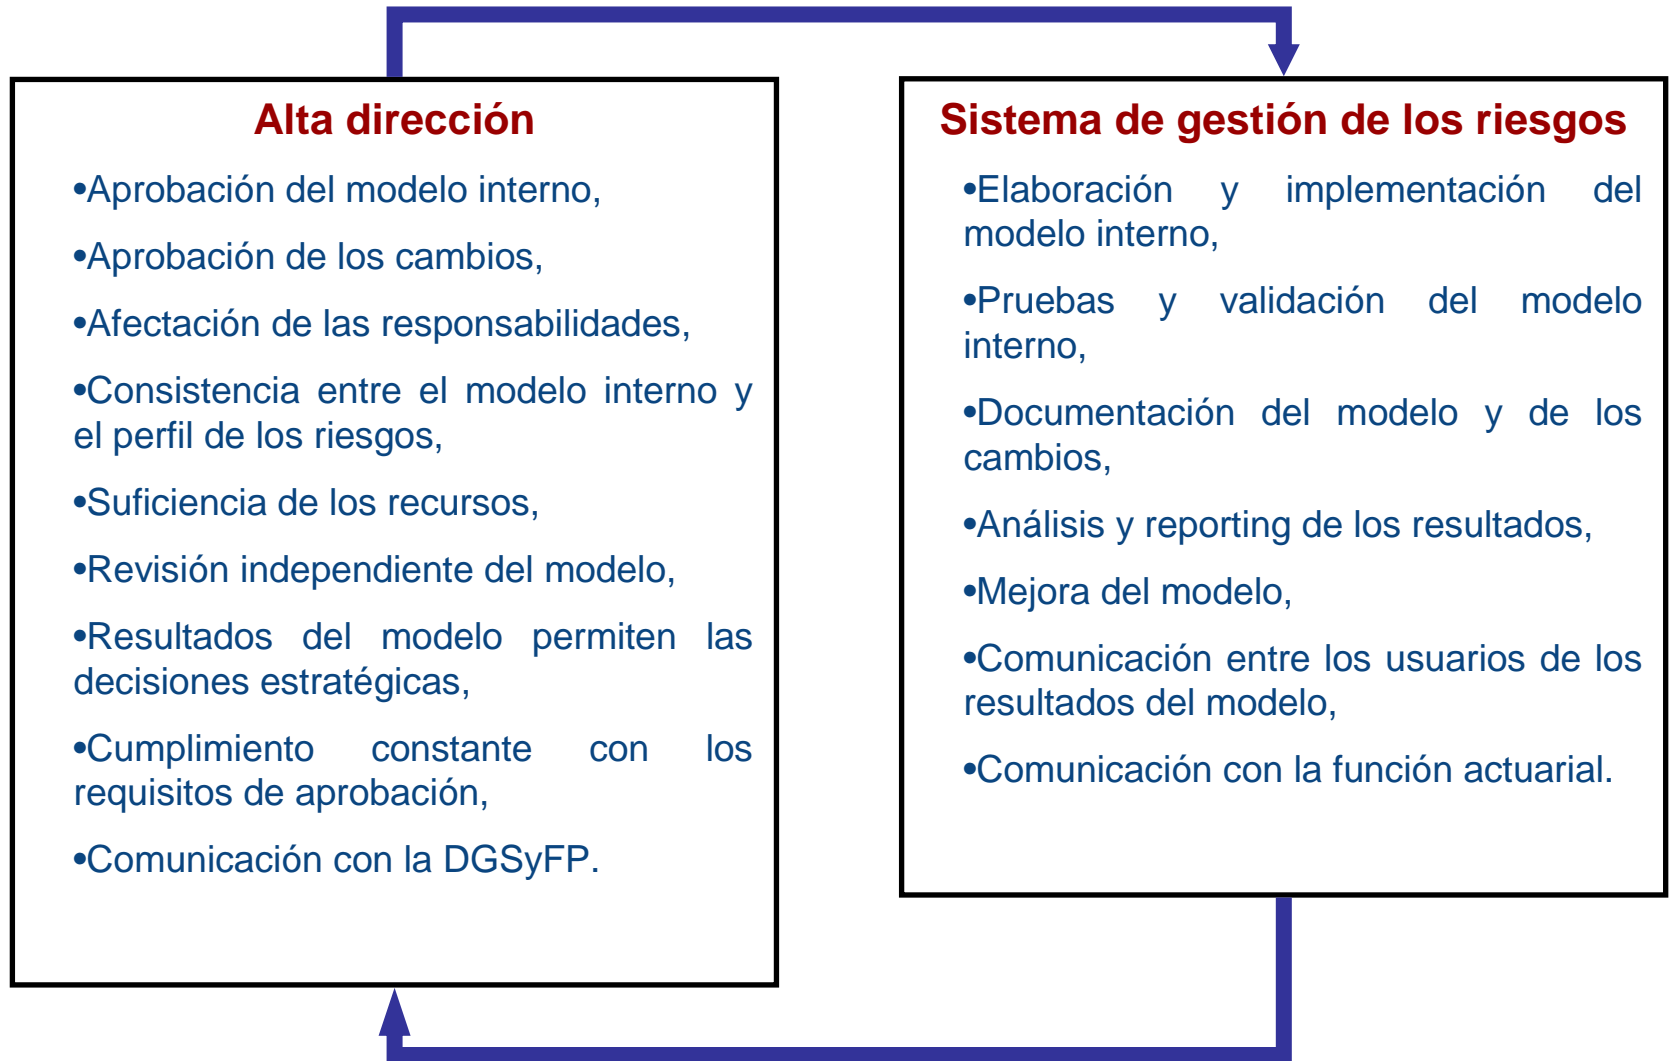 Alta dirección
•Aprobación del modelo interno,
•Aprobación de los cambios,
•Afectación de las responsabilidades,
•Consistencia entre el modelo interno y
el perfil de los riesgos,
•Suficiencia de los recursos,
•Revisión independiente del modelo,
•Resultados del modelo permiten las
decisiones estratégicas,
•Cumplimiento constante con los
requisitos de aprobación,
•Comunicación con la DGSyFP.
Sistema de gestión de los riesgos
•Elaboración y implementación del
modelo interno,
•Pruebas y validación del modelo
interno,
•Documentación del modelo y de los
cambios,
•Análisis y reporting de los resultados,
•Mejora del modelo,
•Comunicación entre los usuarios de los
resultados del modelo,
•Comunicación con la función actuarial.